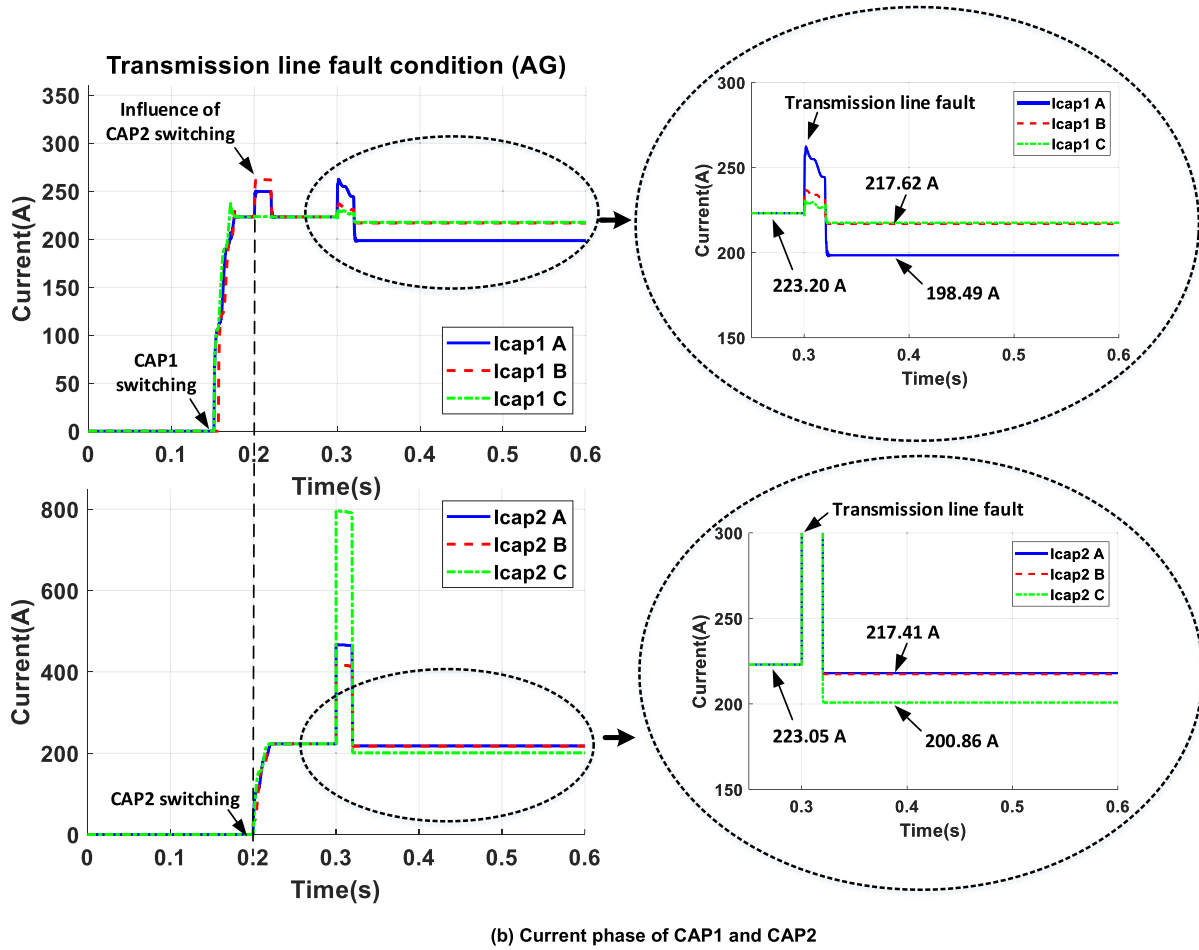 Transmission line fault condition (AG)
350
300
250
200
150
100
50
0
Current(A)
Influence of
CAP2 switching
CAP1
switching
Icap1 A
Icap1 B
Icap1 C
0
0.1
0.2
0.3
0.4
0.5
0.6
Time(s)
300
250
200
150
Current(A)
Transmission line fault
Icap1 A
Icap1 B
Icap1 C
217.62 A
223.20 A
198.49 A
0.3
0.4
0.5
0.6
Time(s)
800
600
400
200
0
Current(A)
Icap2 A
Icap2 B
Icap2 C
CAP2 switching
0
0.1
0.2
0.3
0.4
0.5
0.6
Time(s)
300
250
200
150
Current(A)
Transmission line fault
Icap2 A
Icap2 B
Icap2 C
217.41 A
223.05 A
200.86 A
0.3
0.4
0.5
0.6
Time(s)
(b) Current phase of CAP1 and CAP2